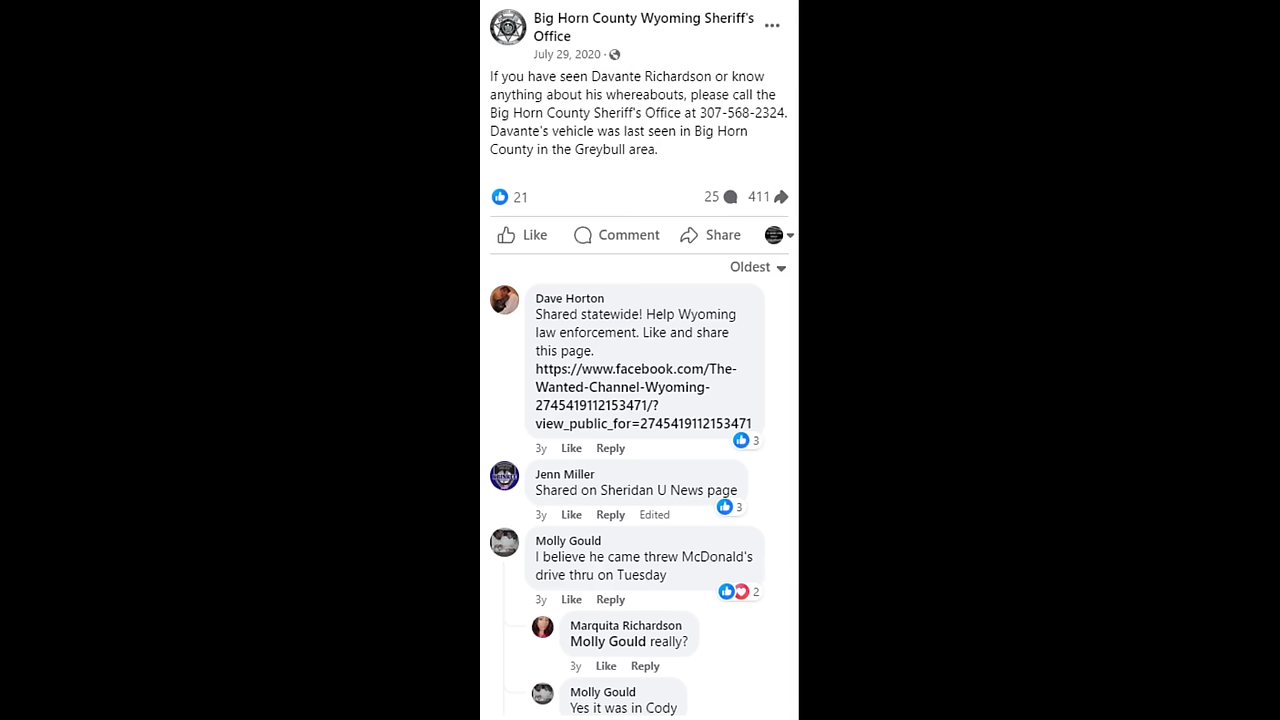 Big Horn County Wyoming Sheriff's
Office
July 29, 2020 ·
If you have seen Davante Richardson or know
anything about his whereabouts, please call the
Big Horn County Sheriff's Office at 307-568-2324.
Davante's vehicle was last seen in Big Horn
County in the Greybull area.
21
25
411
Like
Comment
Share
Oldest
Dave Horton
Shared statewide! Help Wyoming
law enforcement. Like and share
this page.
https://www.facebook.com/The-
Wanted-Channel-Wyoming-
2745419112153471/?
view_public_for=2745419112153471
3
3y Like Reply
Jenn Miller
Shared on Sheridan U News page
3
3y Like Reply Edited
Molly Gould
I believe he came threw McDonald's
drive thru on Tuesday
2
3y Like Reply
Marquita Richardson
Molly Gould really?
3y Like Reply
Molly Gould
Yes it was in Cody